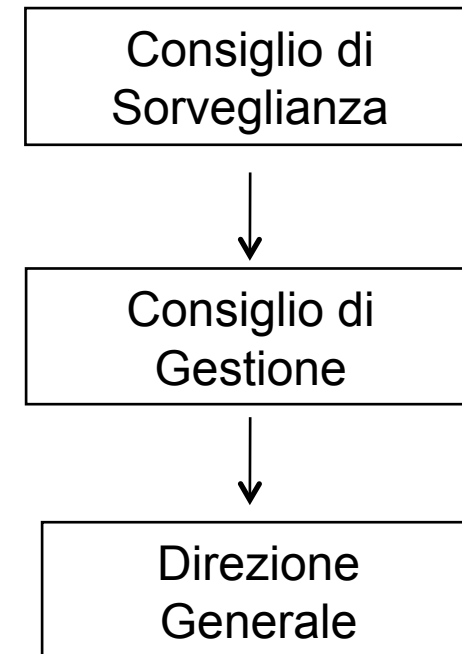 Consiglio di
Sorveglianza
Consiglio di
Gestione
Direzione
Generale